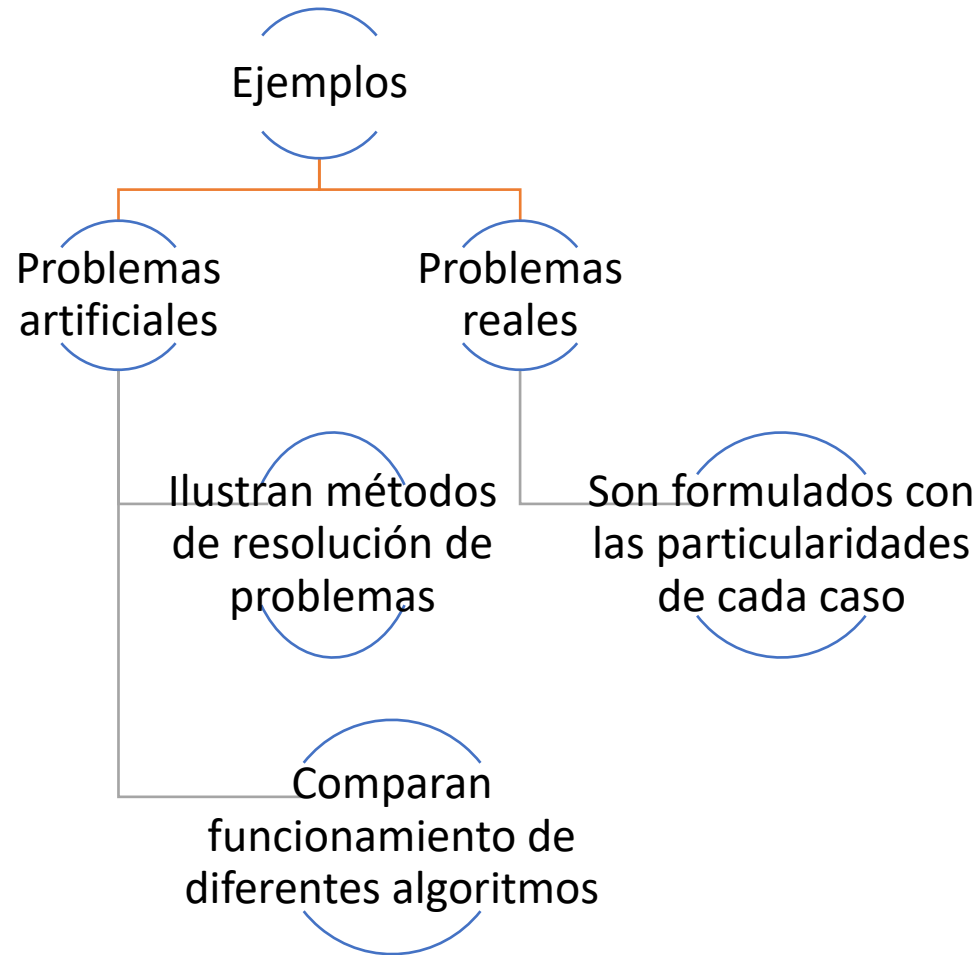 Ejemplos
Problemas
artificiales
Problemas
reales
Ilustran métodos
de resolución de
problemas
Son formulados con
las particularidades
de cada caso
Comparan
funcionamiento de
diferentes algoritmos